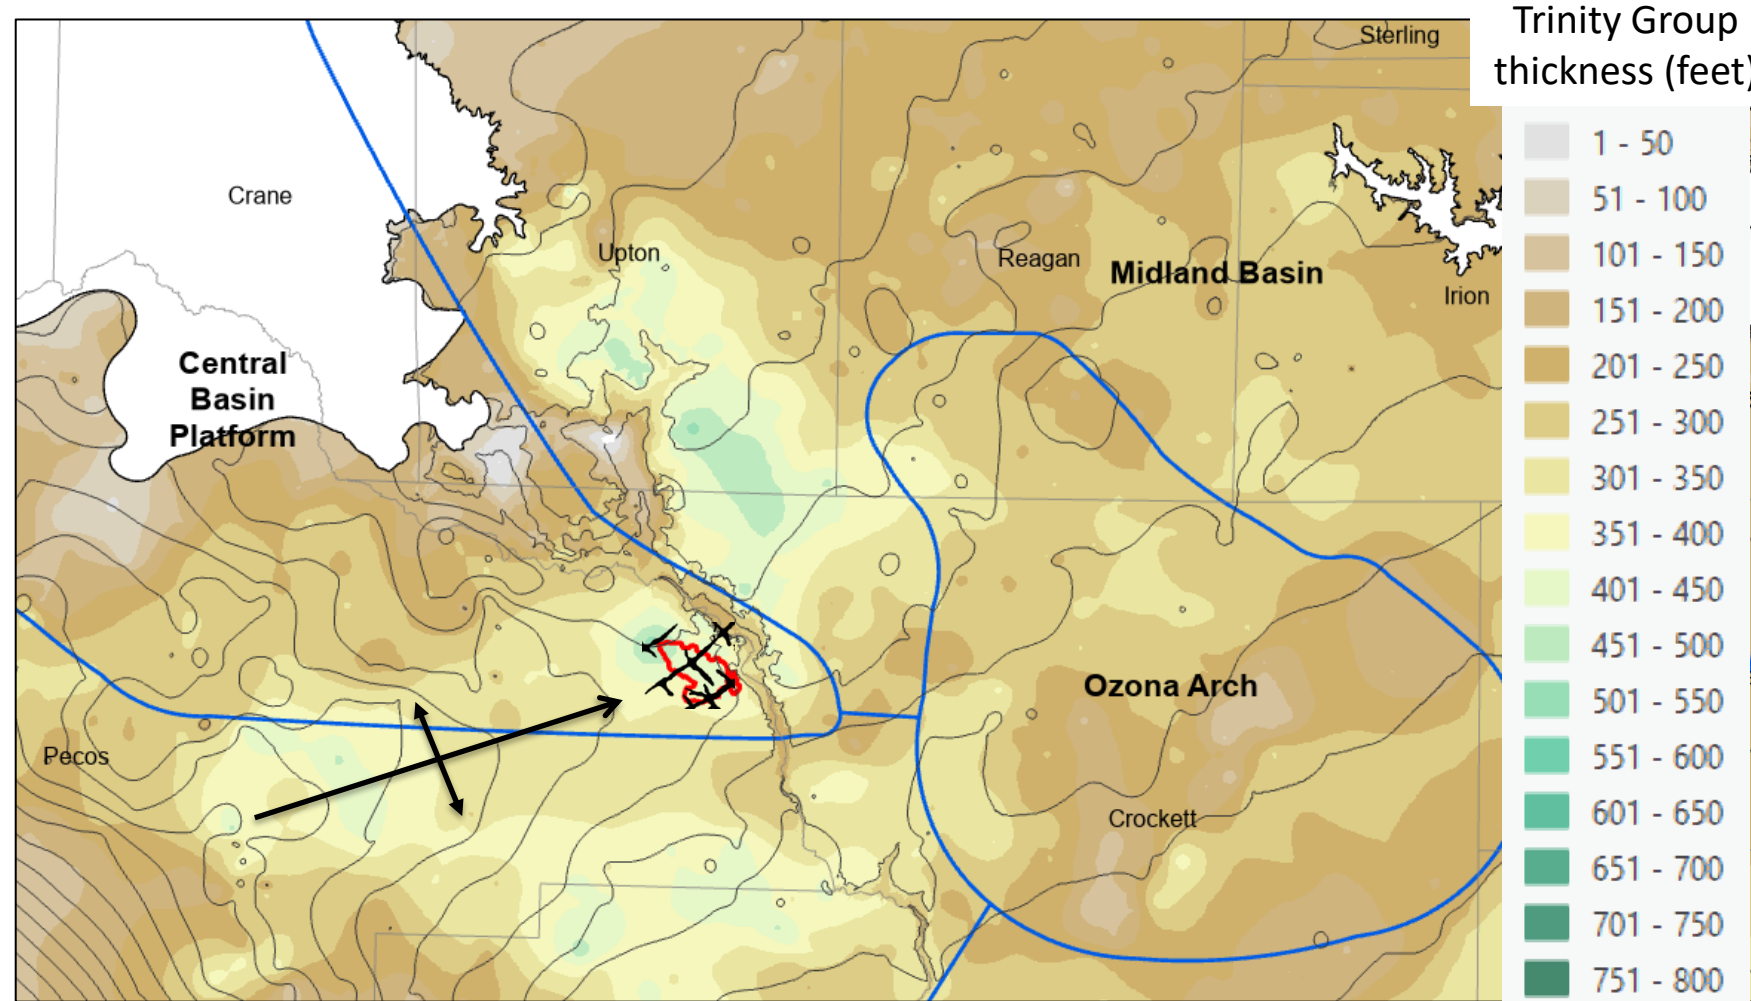 Trinity Group
thickness (feet)
Sterling
1 - 50
51 - 100
Crane
101 - 150
Upton
Reagan
Midland Basin
Irion
151 - 200
Central
Basin
Platform
201 - 250
251 - 300
301 - 350
351 - 400
401 - 450
451 - 500
Ozona Arch
501 - 550
Pecos
551 - 600
Crockett
601 - 650
651 - 700
701 - 750
751 - 800